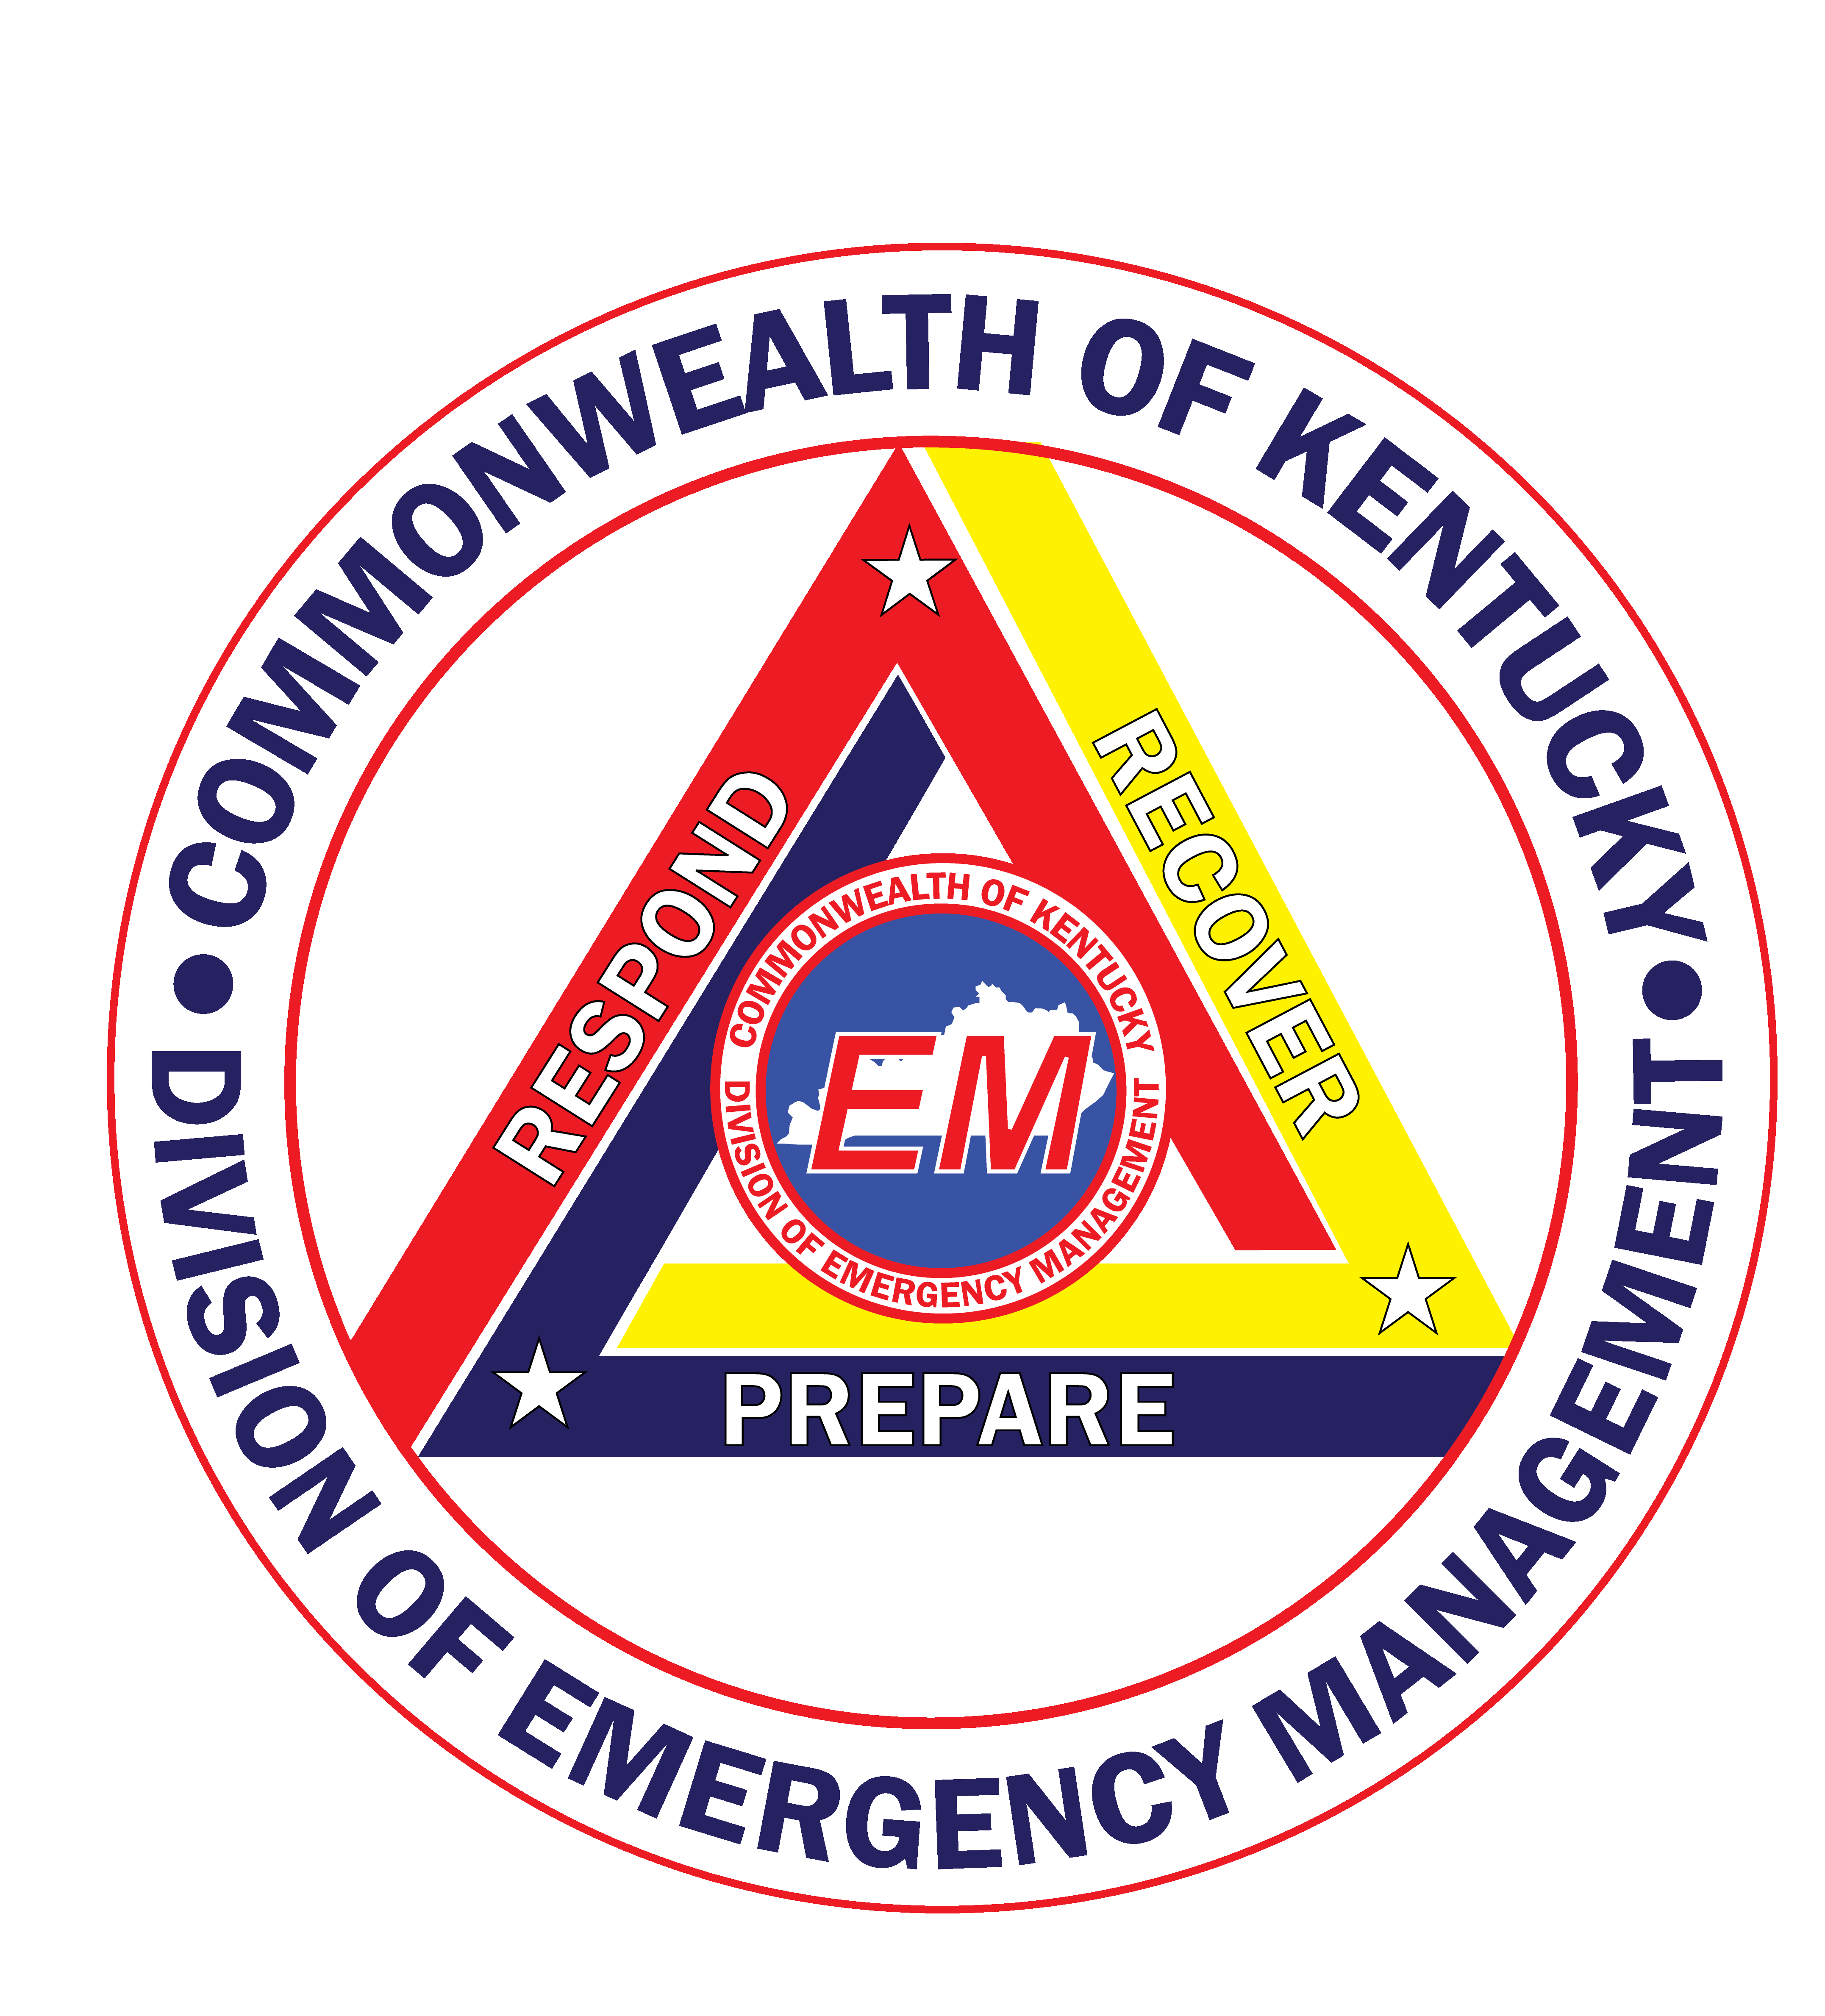 COMMONWEALTH OF KENTUCKY
DIVISION OF EMERGENCY MANAGEMENT
RESPOND
RECOVER
COMMONWEALTH OF KENTUCKY
EM
DIVISION OF EMERGENCY MANAGEMENT
PREPARE